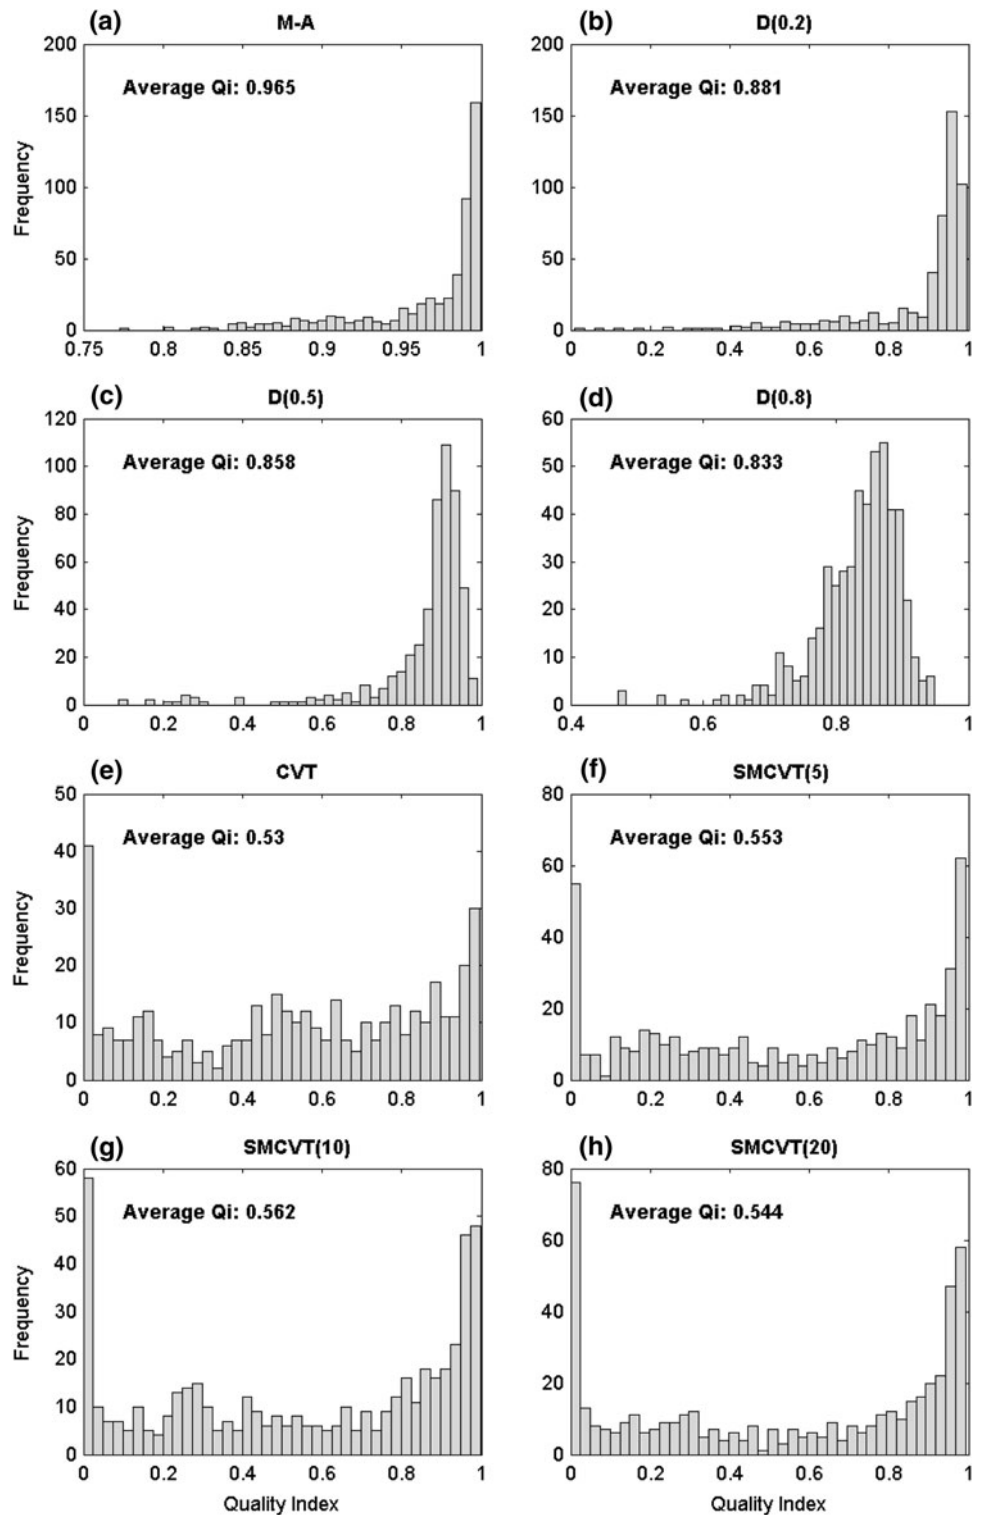 (a) M-A
Average Qi: 0.965
Frequency
200
150
100
50
0
0.75 0.8 0.85 0.9 0.95 1
(b) D(0.2)
Average Qi: 0.881
200
150
100
50
0
0 0.2 0.4 0.6 0.8 1
(c) D(0.5)
Average Qi: 0.858
Frequency
120
100
80
60
40
20
0
0 0.2 0.4 0.6 0.8 1
(d) D(0.8)
Average Qi: 0.833
60
50
40
30
20
10
0
0.4 0.6 0.8 1
(e) CVT
Average Qi: 0.53
Frequency
50
40
30
20
10
0
0 0.2 0.4 0.6 0.8 1
(f) SMCVT(5)
Average Qi: 0.553
80
60
40
20
0
0 0.2 0.4 0.6 0.8 1
(g) SMCVT(10)
Average Qi: 0.562
Frequency
60
50
40
30
20
10
0
0 0.2 0.4 0.6 0.8 1
Quality Index
(h) SMCVT(20)
Average Qi: 0.544
80
60
40
20
0
0 0.2 0.4 0.6 0.8 1
Quality Index